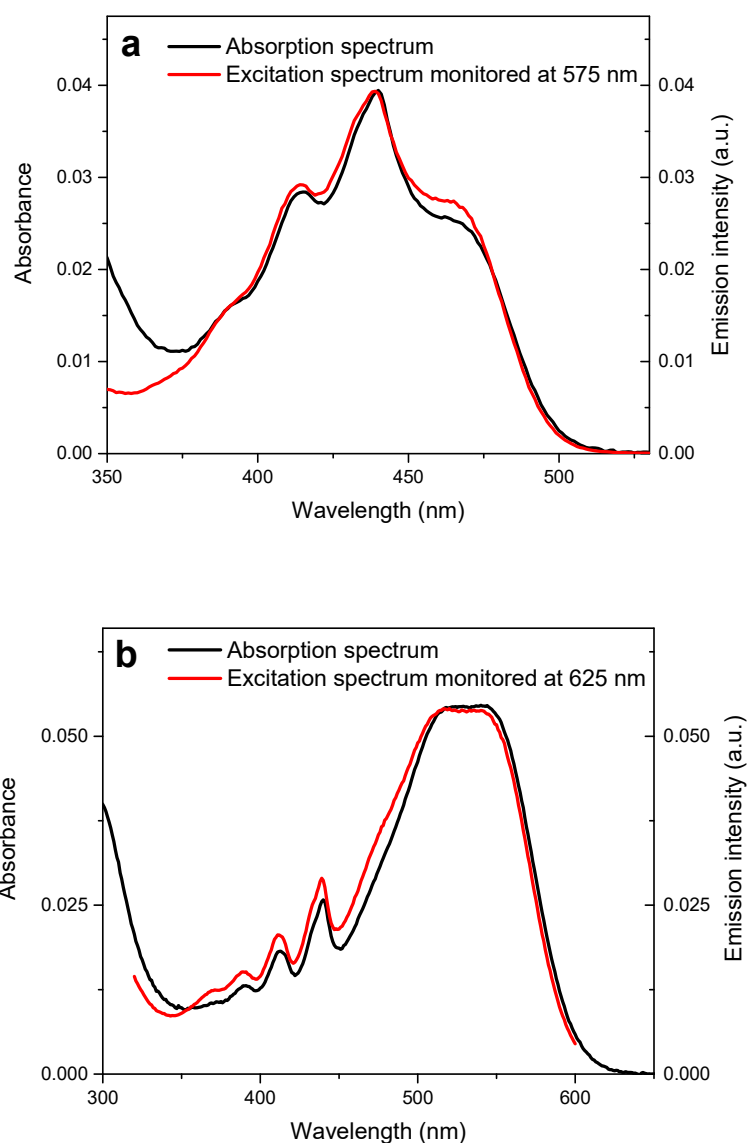 a
Absorption spectrum
Excitation spectrum monitored at 575 nm
0.04
0.03
0.02
0.01
0.00
Absorbance
0.04
0.03
0.02
0.01
0.00
Emission intensity (a.u.)
350
400
450
500
Wavelength (nm)
b
Absorption spectrum
Excitation spectrum monitored at 625 nm
0.050
0.025
0.000
Absorbance
0.050
0.025
0.000
Emission intensity (a.u.)
300
400
500
600
Wavelength (nm)